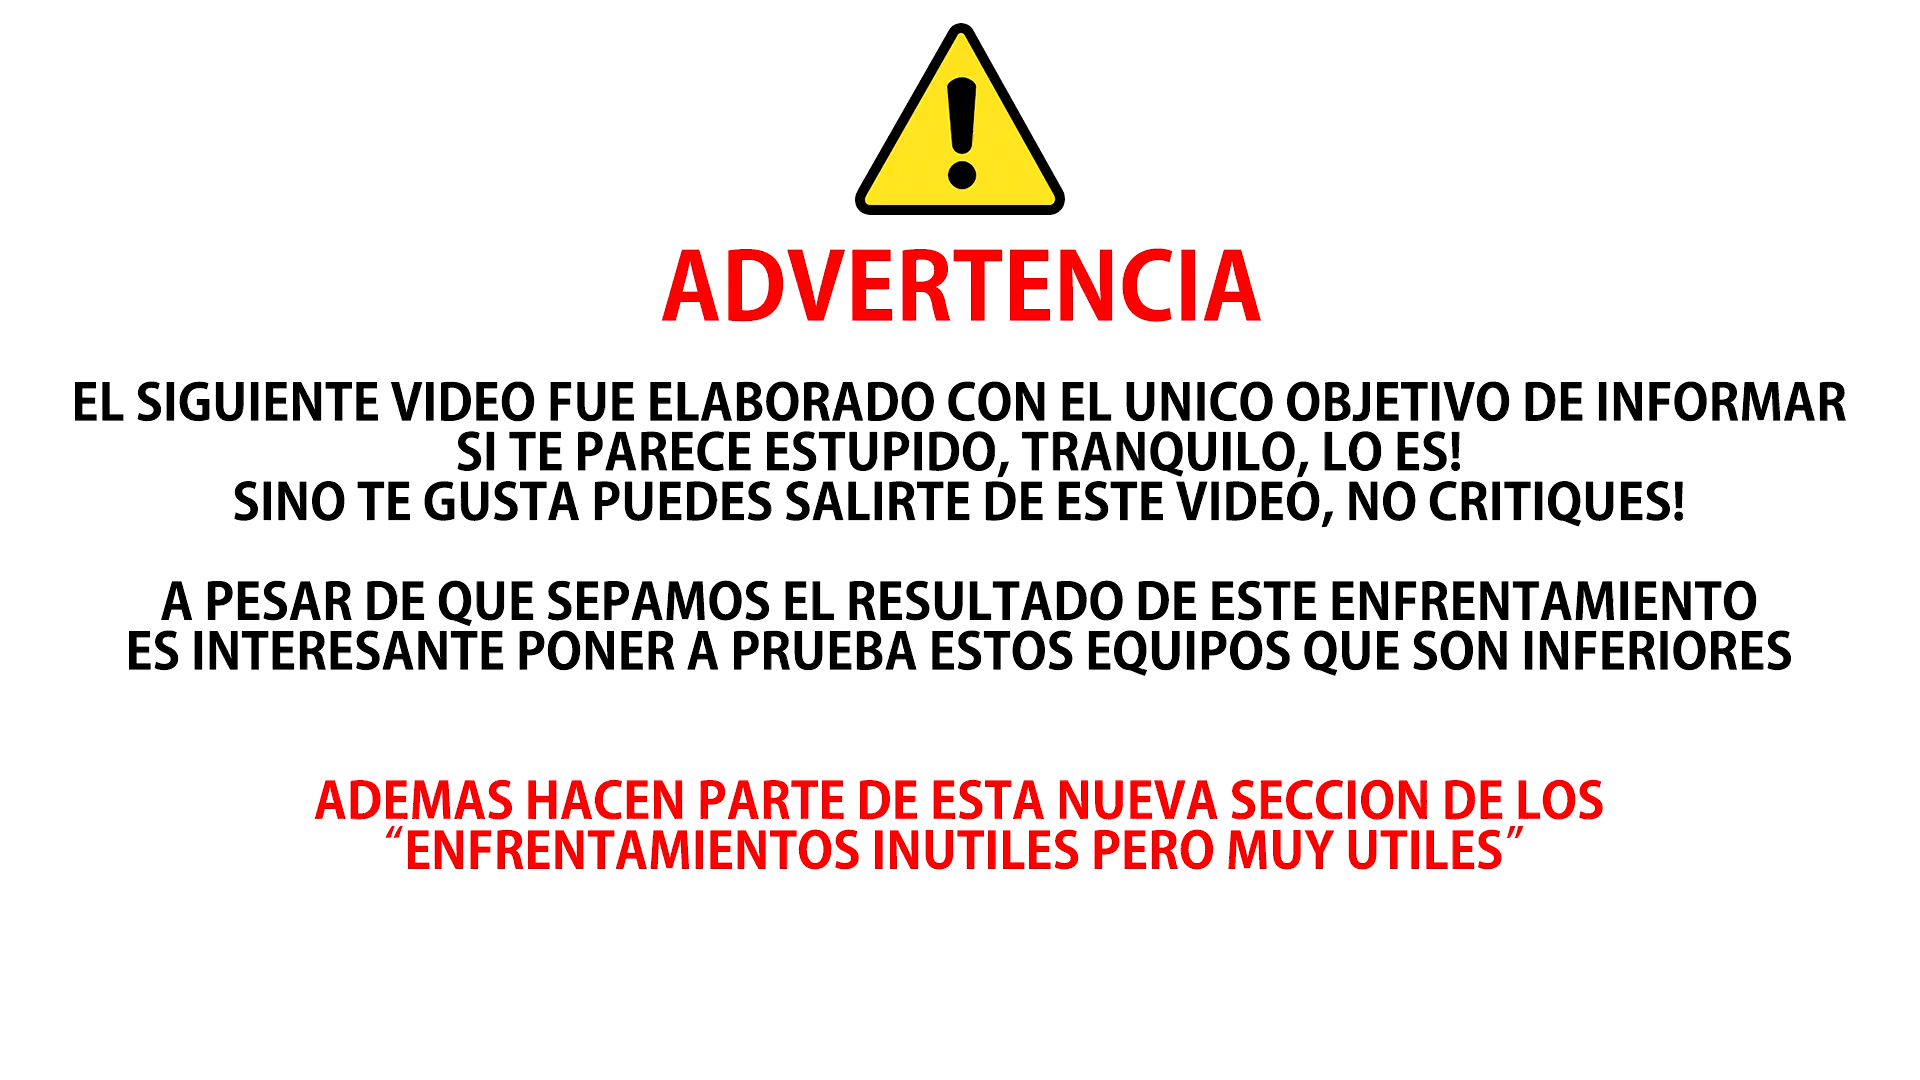 ADVERTENCIA
EL SIGUIENTE VIDEO FUE ELABORADO CON EL UNICO OBJETIVO DE INFORMAR
SI TE PARECE ESTUPIDO, TRANQUILO, LO ES!
SINO TE GUSTA PUEDES SALIRTE DE ESTE VIDEO, NO CRITIQUES!
A PESAR DE QUE SEPAMOS EL RESULTADO DE ESTE ENFRENTAMIENTO
ES INTERESANTE PONER A PRUEBA ESTOS EQUIPOS QUE SON INFERIORES
ADEMAS HACEN PARTE DE ESTA NUEVA SECCION DE LOS
“ENFRENTAMIENTOS INUTILES PERO MUY UTILES”